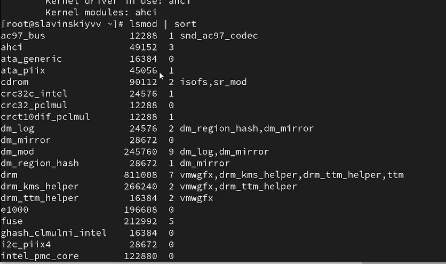 Kernel driver in use: ahci
Kernel modules: ahci
[root@slavinskiyvv ~]# lsmod | sort
ac97_bus 12288 1 snd_ac97_codec
ahci 49152 3
ata_generic 16384 0
ata_piix 45056 1
cdrom 90112 2 isofs,sr_mod
crc32c_intel 24576 1
crc32_pclmul 12288 0
crct10dif_pclmul 12288 1
dm_log 24576 2 dm_region_hash,dm_mirror
dm_mirror 28672 0
dm_mod 245760 9 dm_log,dm_mirror
dm_region_hash 28672 1 dm_mirror
drm 811008 7 vmwgfx,drm_kms_helper,drm_ttm_helper,ttm
drm_kms_helper 266240 2 vmwgfx,drm_ttm_helper
drm_ttm_helper 16384 2 vmwgfx
e1000 196608 0
fuse 212992 5
ghash_clmulni_intel 16384 0
i2c_piix4 28672 0
intel_pmc_core 122880 0